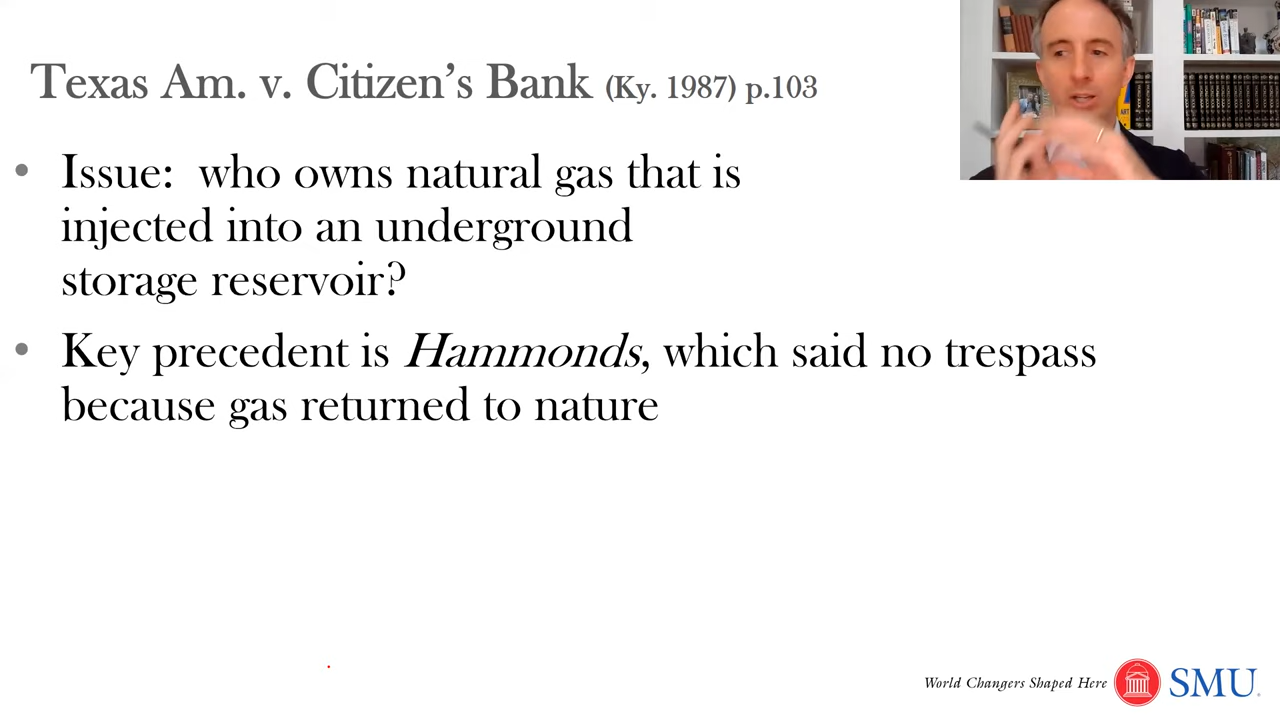 Texas Am. v. Citizen's Bank (Ky. 1987) p.103
• Issue: who owns natural gas that is
injected into an underground
storage reservoir?
• Key precedent is Hammonds, which said no trespass
because gas returned to nature
World Changers Shaped Here
SMU